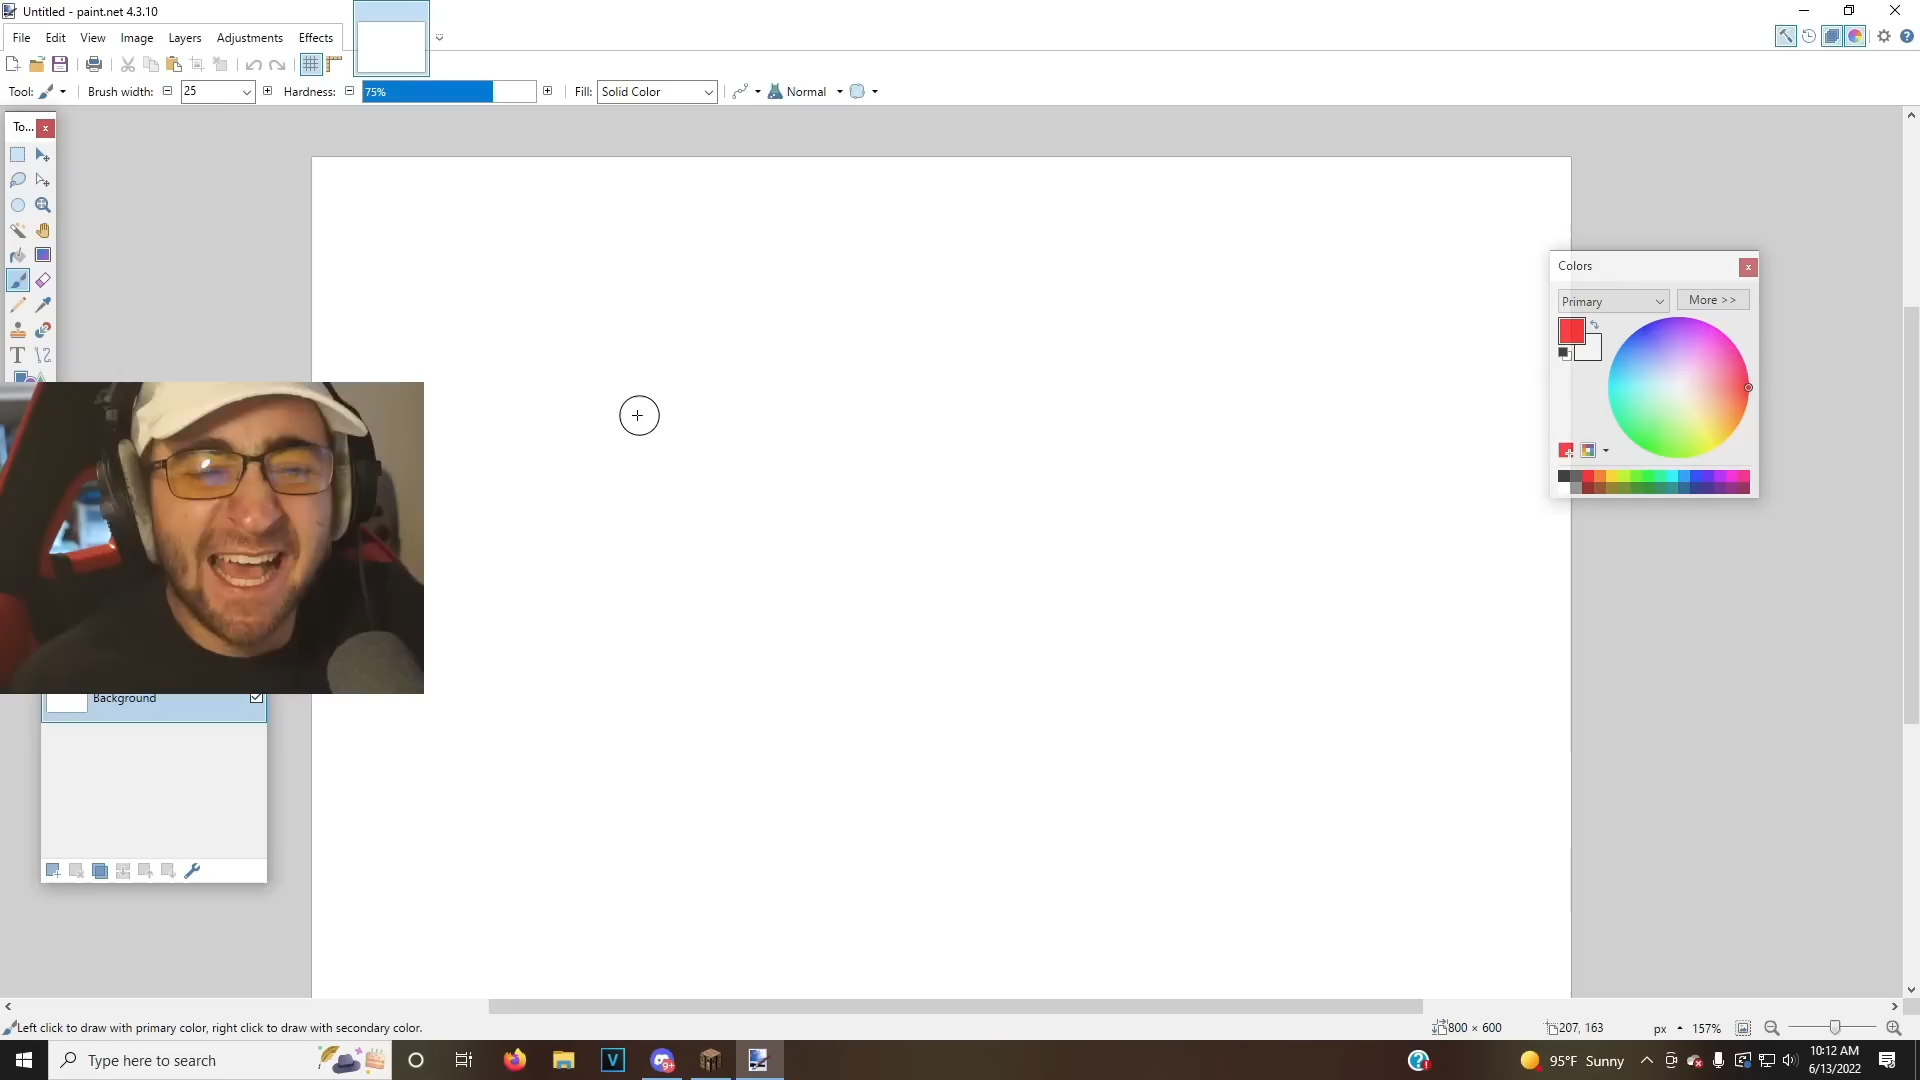 Untitled - paint.net 4.3.10
File Edit View Image Layers Adjustments Effects
Tool: Brush width: 25 Hardness: 75% Fill: Solid Color Normal
To...
Colors
Primary More >>
T
Background
Left click to draw with primary color, right click to draw with secondary color.
800 × 600 207, 163 px 157%
Type here to search
V
9+
95°F Sunny
10:12 AM
6/13/2022